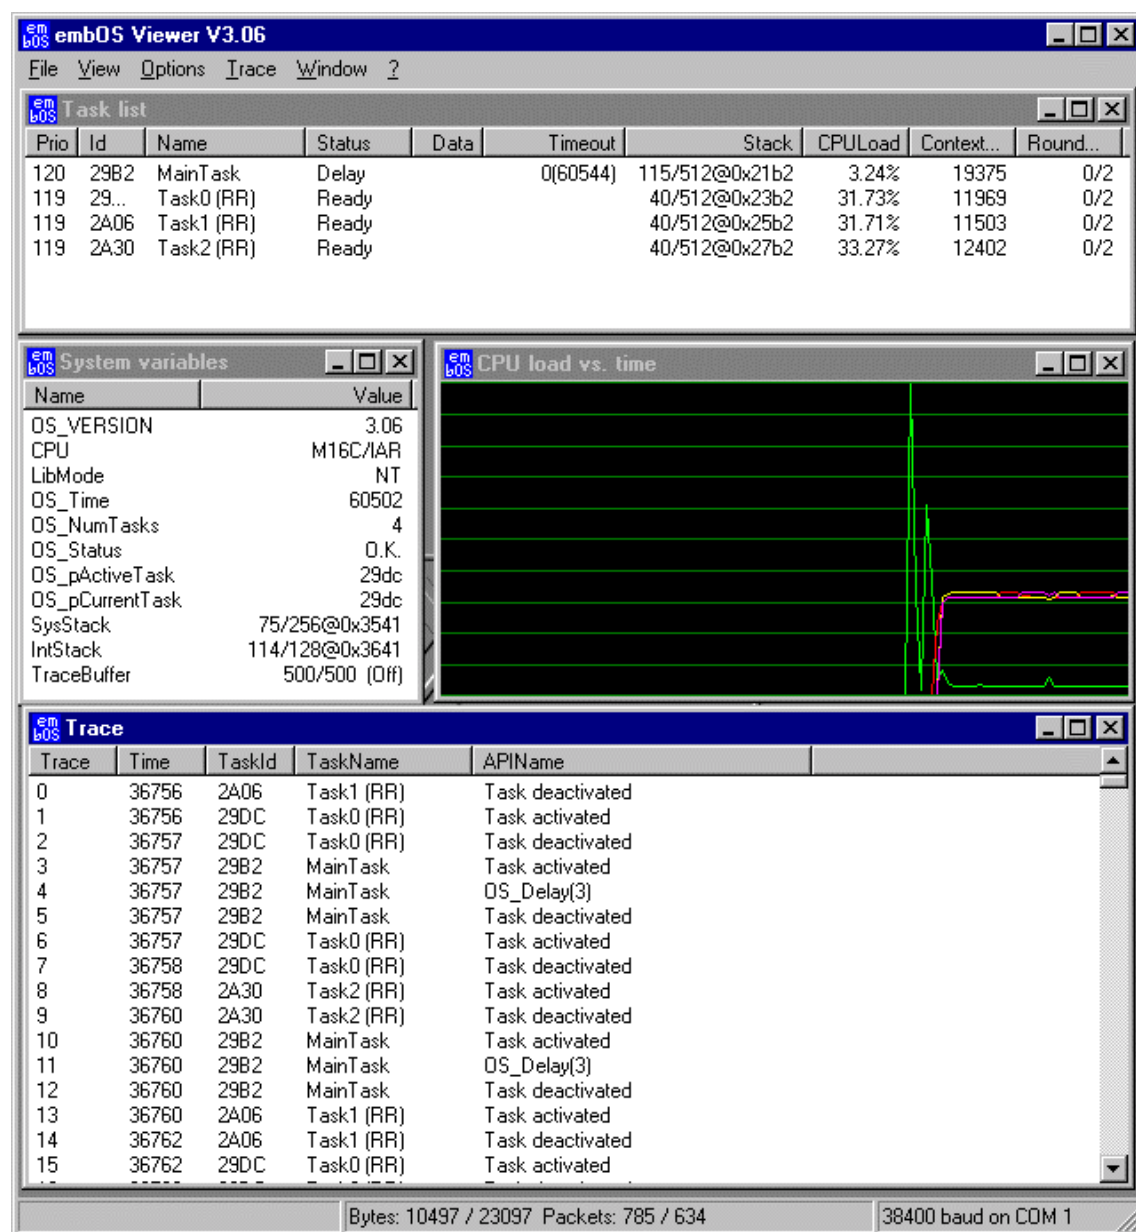 em bOS embOS Viewer V3.06
File View Options Trace Window ?
em bOS Task list
Prio Id Name Status Data Timeout Stack CPULoad Context... Round...
120 29B2 MainTask Delay 0(60544) 115/512@0x21b2 3.24% 19375 0/2
119 29... Task0 (RR) Ready 40/512@0x23b2 31.73% 11969 0/2
119 2A06 Task1 (RR) Ready 40/512@0x25b2 31.71% 11503 0/2
119 2A30 Task2 (RR) Ready 40/512@0x27b2 33.27% 12402 0/2
em bOS System variables
Name Value
OS_VERSION 3.06
CPU M16C/IAR
LibMode NT
OS_Time 60502
OS_NumTasks 4
OS_Status O.K.
OS_pActiveTask 29dc
OS_pCurrentTask 29dc
SysStack 75/256@0x3541
IntStack 114/128@0x3641
TraceBuffer 500/500 (Off)
em bOS CPU load vs. time
em bOS Trace
Trace Time TaskId TaskName APIName
0 36756 2A06 Task1 (RR) Task deactivated
1 36756 29DC Task0 (RR) Task activated
2 36757 29DC Task0 (RR) Task deactivated
3 36757 29B2 MainTask Task activated
4 36757 29B2 MainTask OS_Delay(3)
5 36757 29B2 MainTask Task deactivated
6 36757 29DC Task0 (RR) Task activated
7 36758 29DC Task0 (RR) Task deactivated
8 36758 2A30 Task2 (RR) Task activated
9 36760 2A30 Task2 (RR) Task deactivated
10 36760 29B2 MainTask Task activated
11 36760 29B2 MainTask OS_Delay(3)
12 36760 29B2 MainTask Task deactivated
13 36760 2A06 Task1 (RR) Task activated
14 36762 2A06 Task1 (RR) Task deactivated
15 36762 29DC Task0 (RR) Task activated
Bytes: 10497 / 23097 Packets: 785 / 634 38400 baud on COM 1